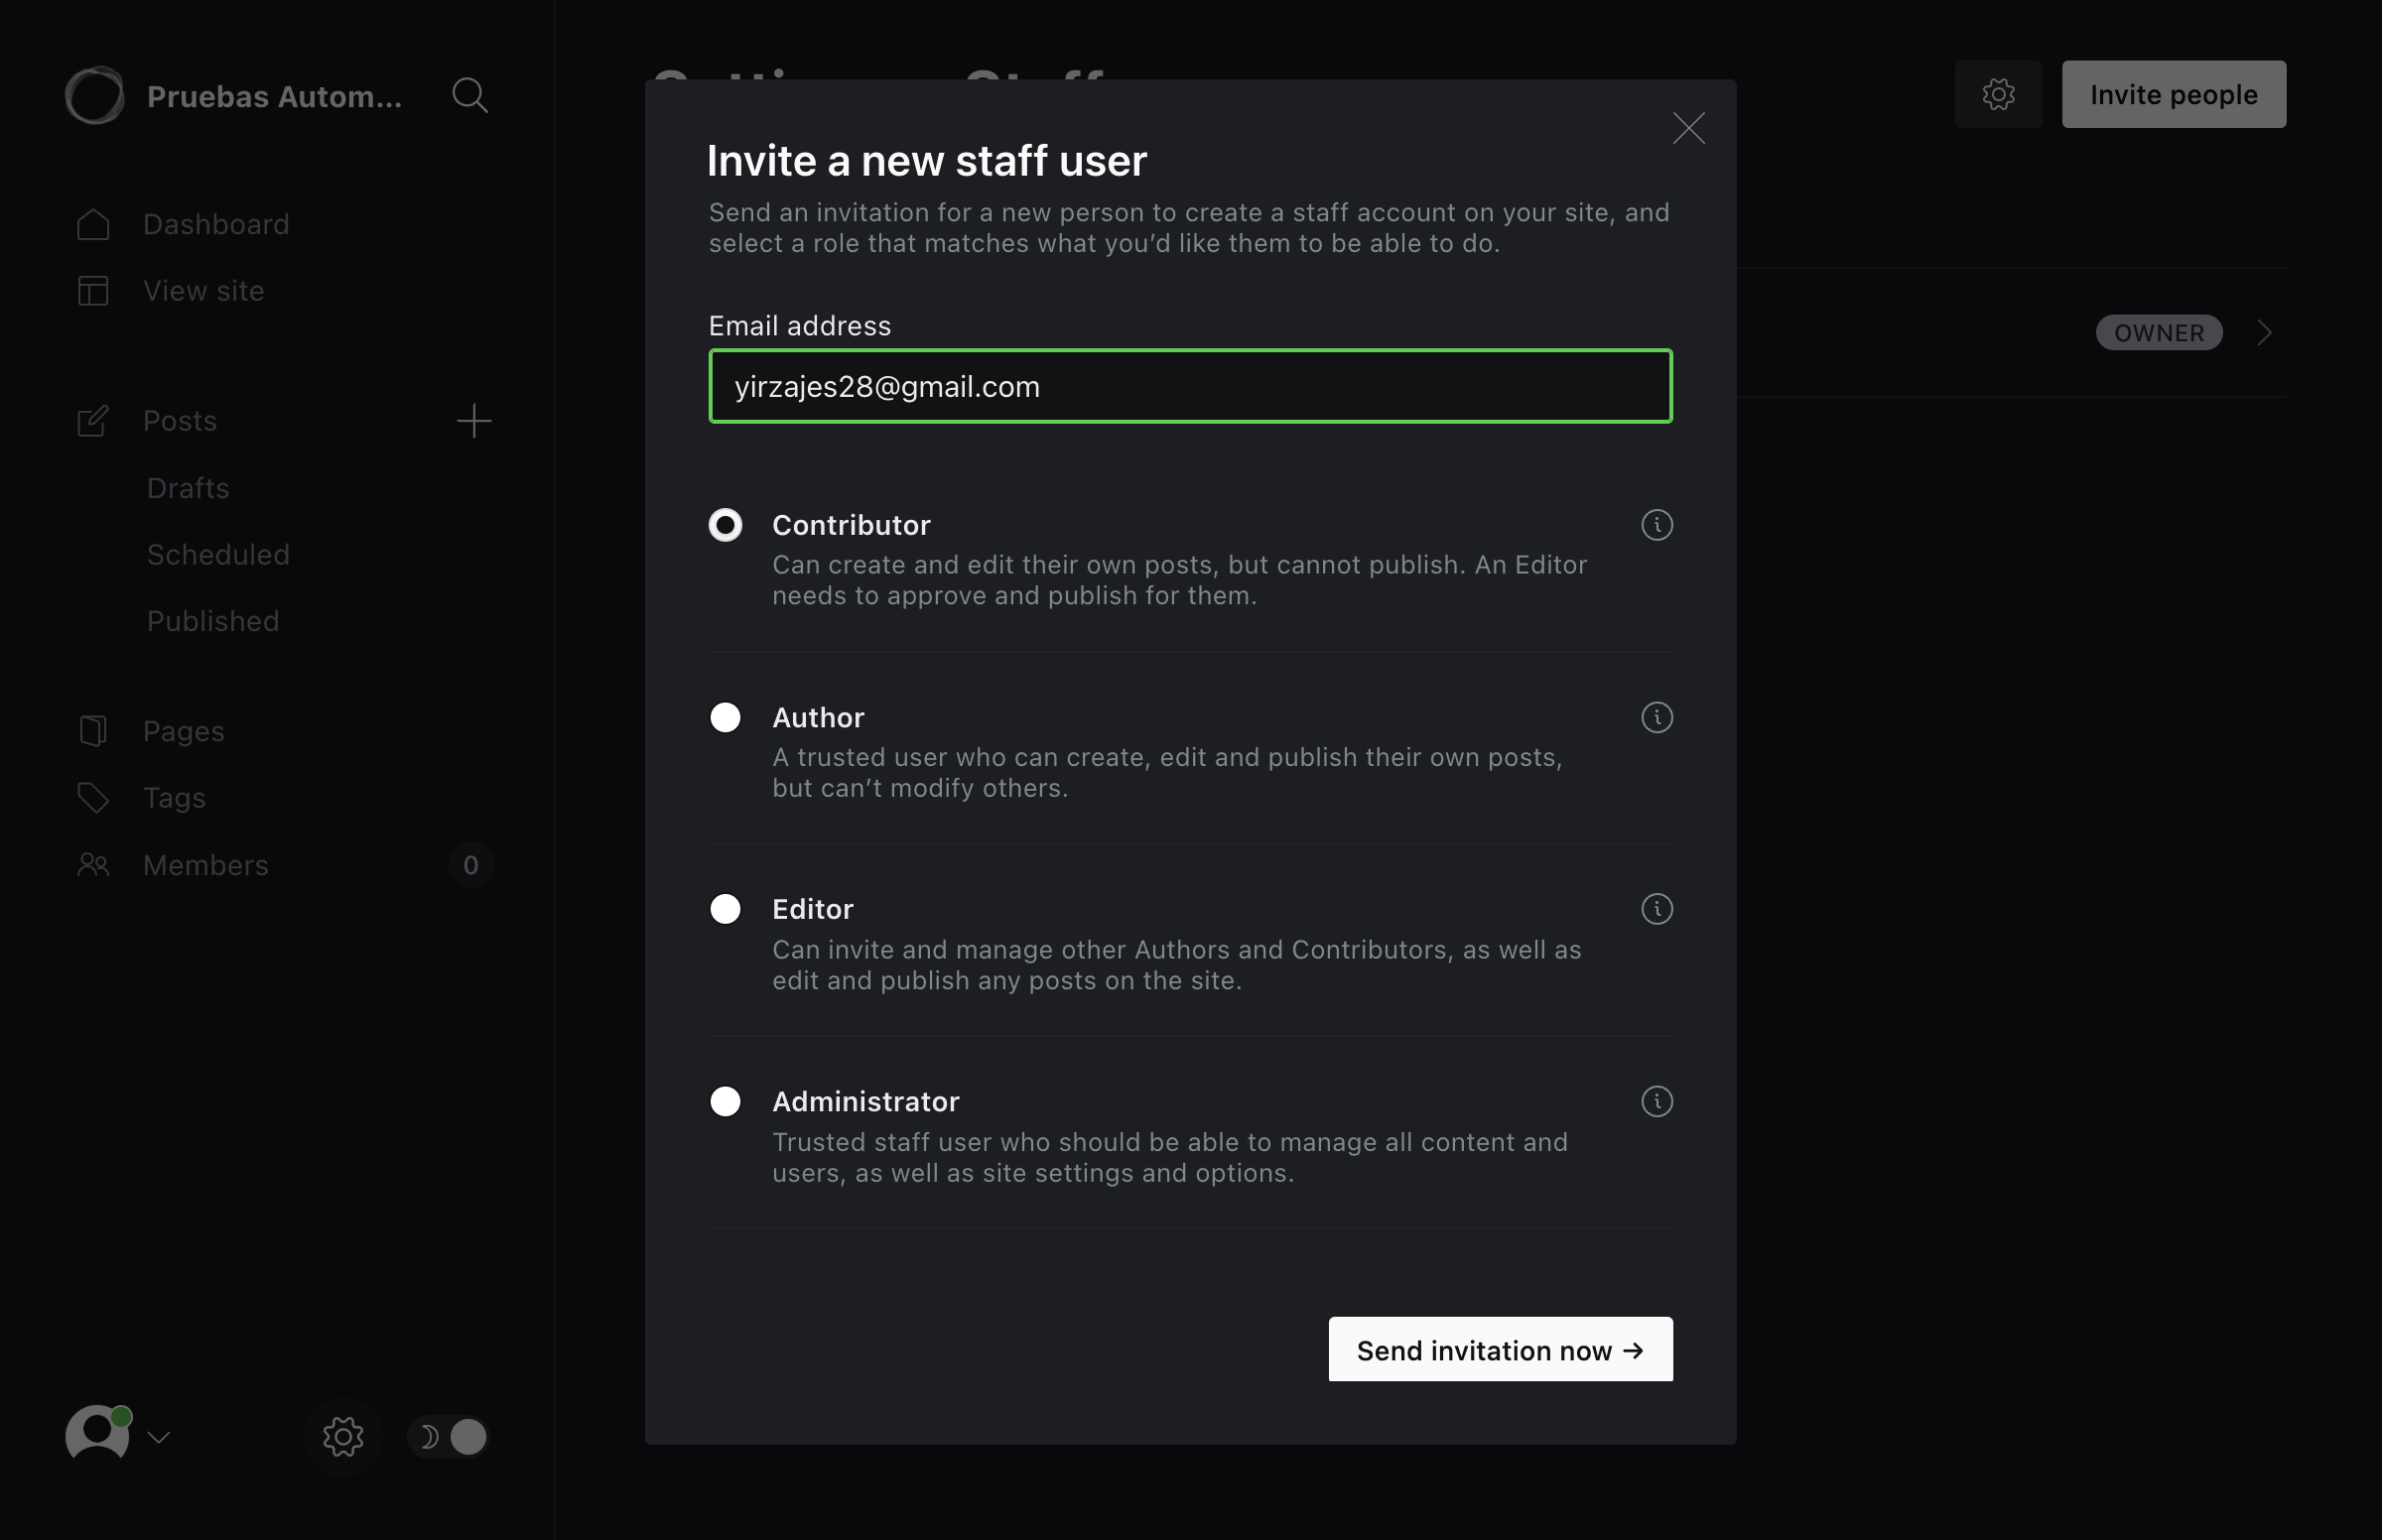 Pruebas Autom...
Dashboard
View site
Posts
Drafts
Scheduled
Published
Pages
Tags
Members
0
Settings
Staff
Invite people
OWNER
Invite a new staff user
Send an invitation for a new person to create a staff account on your site, and
select a role that matches what you’d like them to be able to do.
Email address
yirzajes28@gmail.com
Contributor
Can create and edit their own posts, but cannot publish. An Editor
needs to approve and publish for them.
Author
A trusted user who can create, edit and publish their own posts,
but can’t modify others.
Editor
Can invite and manage other Authors and Contributors, as well as
edit and publish any posts on the site.
Administrator
Trusted staff user who should be able to manage all content and
users, as well as site settings and options.
Send invitation now →